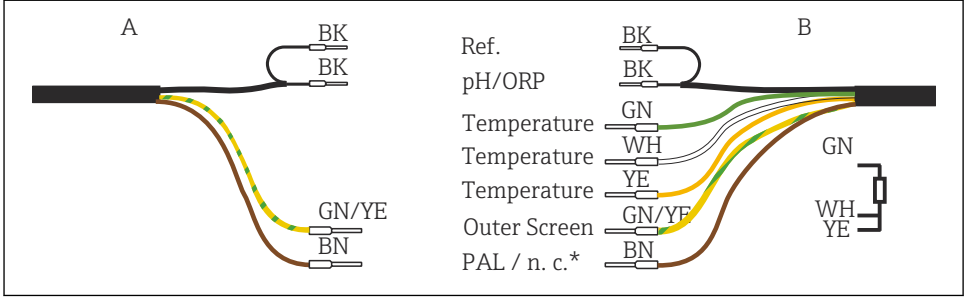 A
BK
BK
GN/YE
BN
B
Ref. BK
pH/ORP BK
Temperature GN
Temperature WH
Temperature YE
Outer Screen GN/YE
PAL / n. c.* BN
GN
WH
YE